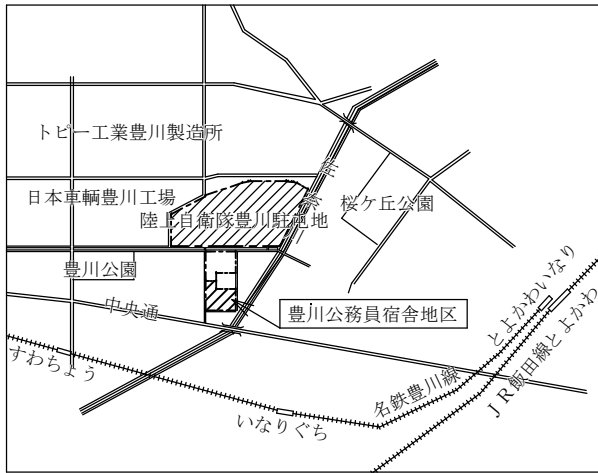 トピー工業豊川製造所
佐奈川
日本車輌豊川工場
桜ケ丘公園
陸上自衛隊豊川駐屯地
豊川公園
中央通
豊川公務員宿舎地区
とよかわいなり
すわちょう
名鉄豊川線
JR飯田線とよかわ
いなりぐち